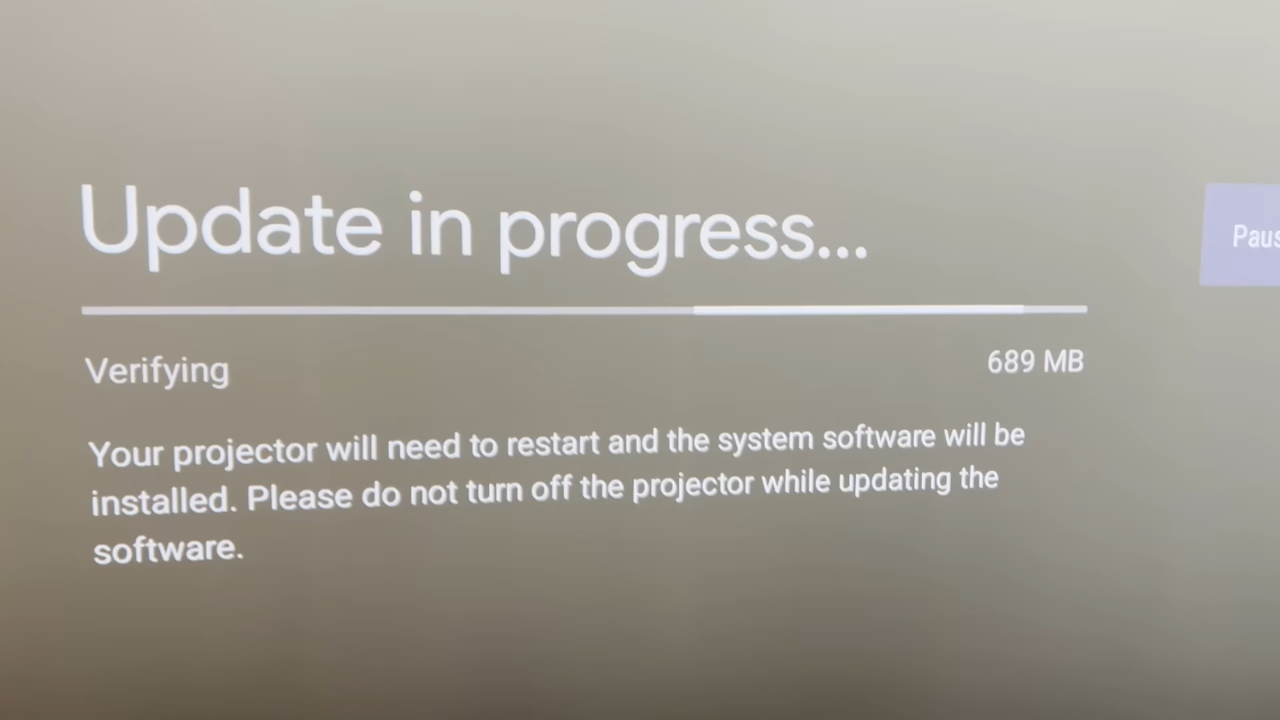 Update in progress...
Verifying
689 MB
Your projector will need to restart and the system software will be
installed. Please do not turn off the projector while updating the
software.